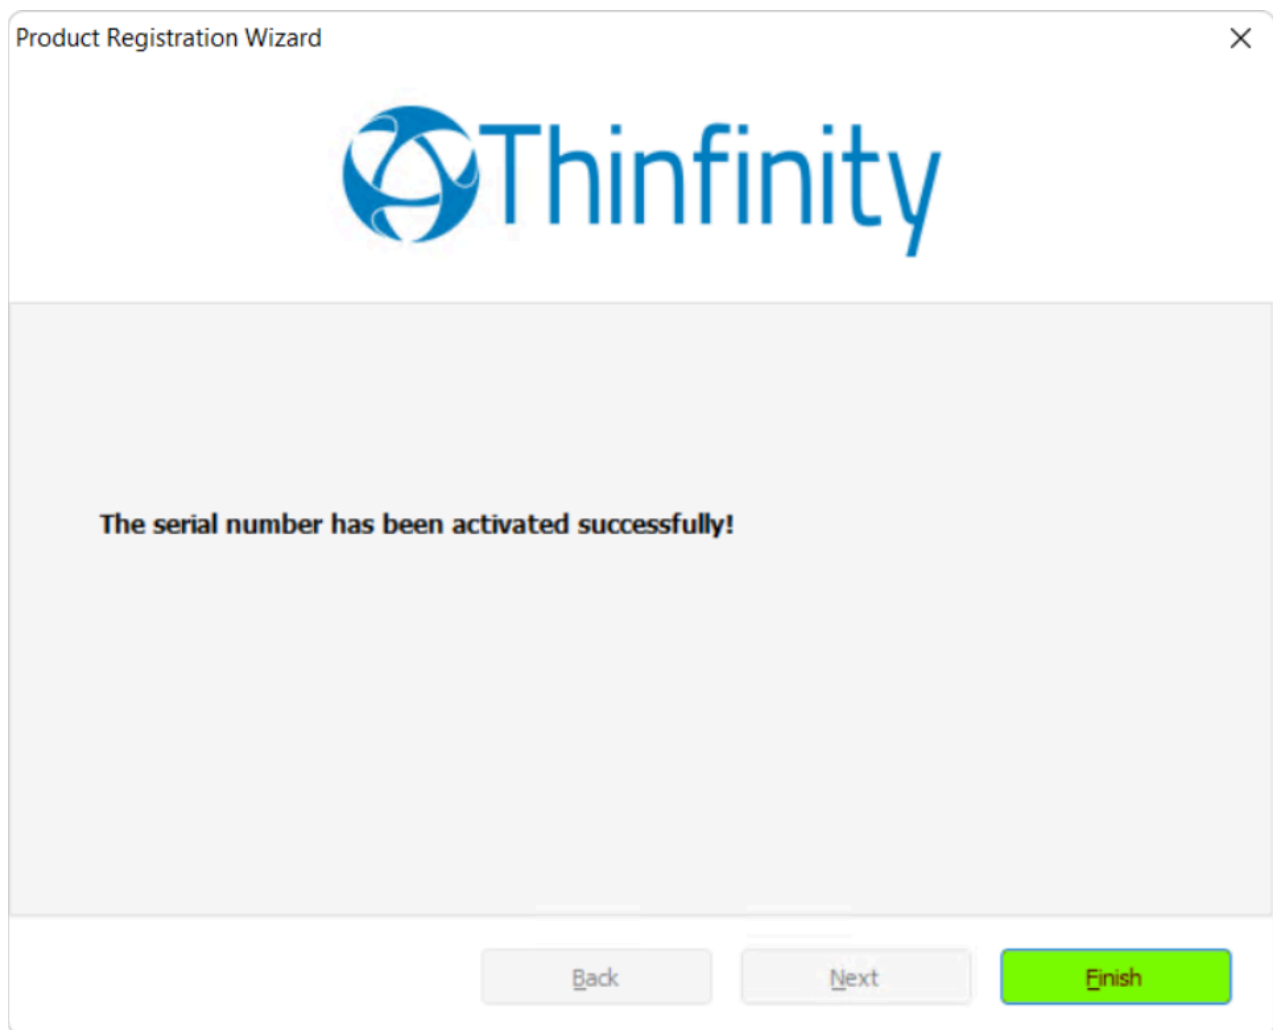 Product Registration Wizard
Thinfinity
The serial number has been activated successfully!
Back
Next
Finish